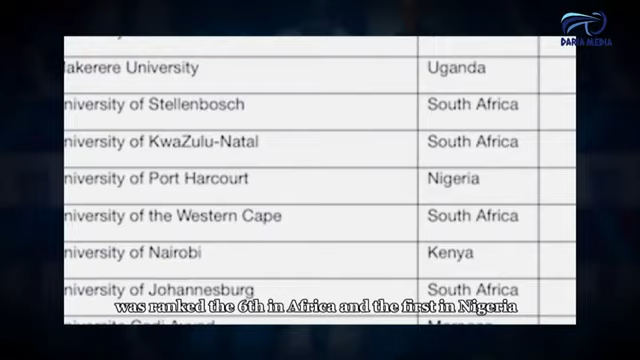 DARIA MEDIA
akerere University Uganda
niversity of Stellenbosch South Africa
niversity of KwaZulu-Natal South Africa
niversity of Port Harcourt Nigeria
niversity of the Western Cape South Africa
niversity of Nairobi Kenya
niversity of Johannesburg South Africa
was ranked the 6th in Africa and the first in Nigeria